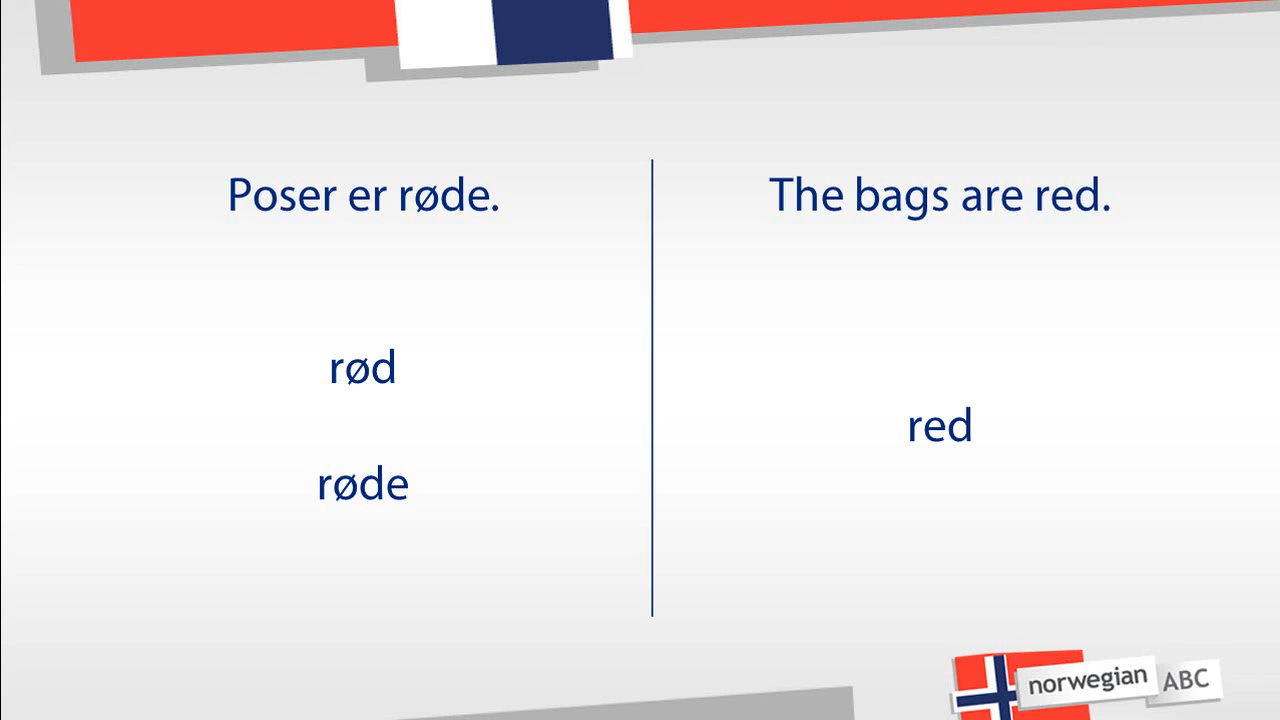 Poser er røde.
rød
røde
The bags are red.
red
norwegian ABC